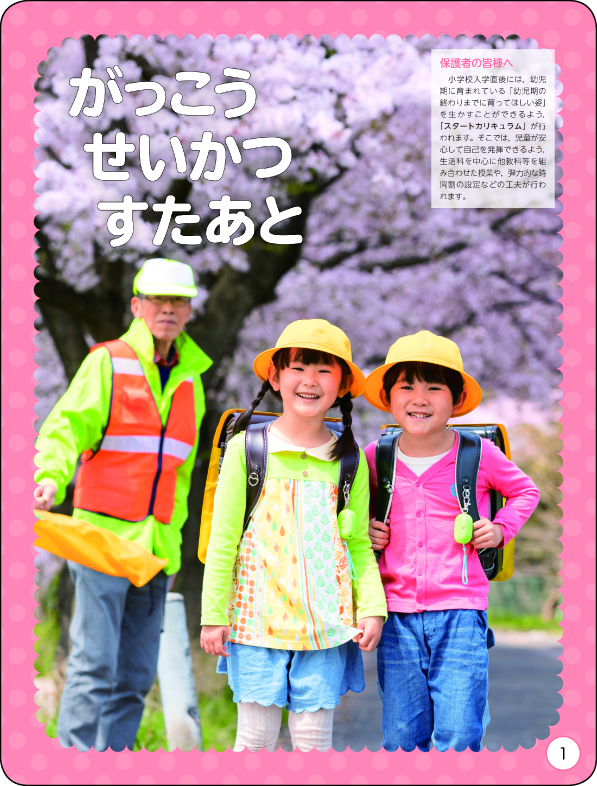 がっこう
せいかつ
すたあと
保護者の皆様へ
　小学校入学直後には、幼児
期に育まれている「幼児期の
終わりまでに育ってほしい姿」
を生かすことができるよう、
「スタートカリキュラム」が行
われます。そこでは、児童が安
心して自己を発揮できるよう、
生活科を中心に他教科等を組
み合わせた授業や、弾力的な時
間割の設定などの工夫が行わ
れます。
1